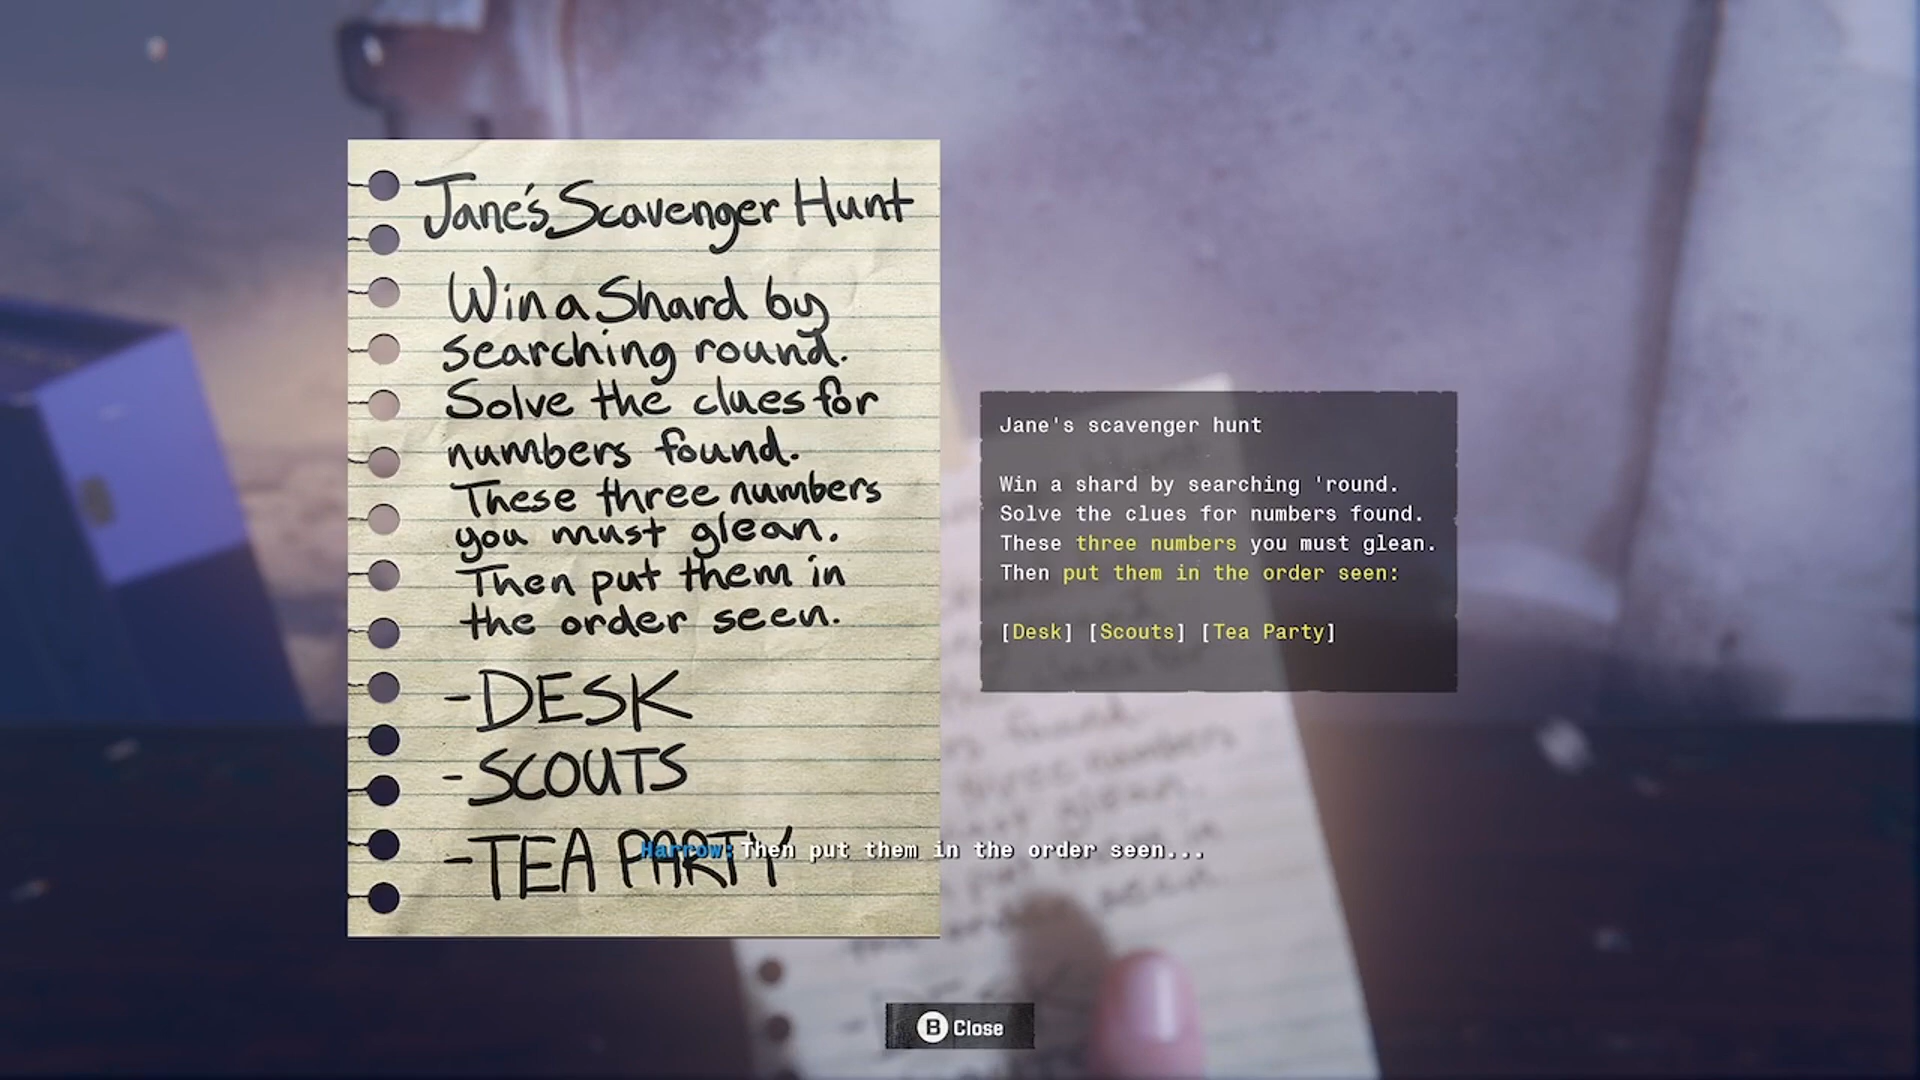 Jane's Scavenger Hunt
Win a Shard by
searching round.
Solve the clues for
numbers found.
These three numbers
you must glean.
Then put them in
the order seen.
-DESK
-SCOUTS
-TEA PARTY
Jane's scavenger hunt
Win a shard by searching 'round.
Solve the clues for numbers found.
These three numbers you must glean.
Then put them in the order seen:
[Desk] [Scouts] [Tea Party]
Harrow: Then put them in the order seen...
B Close